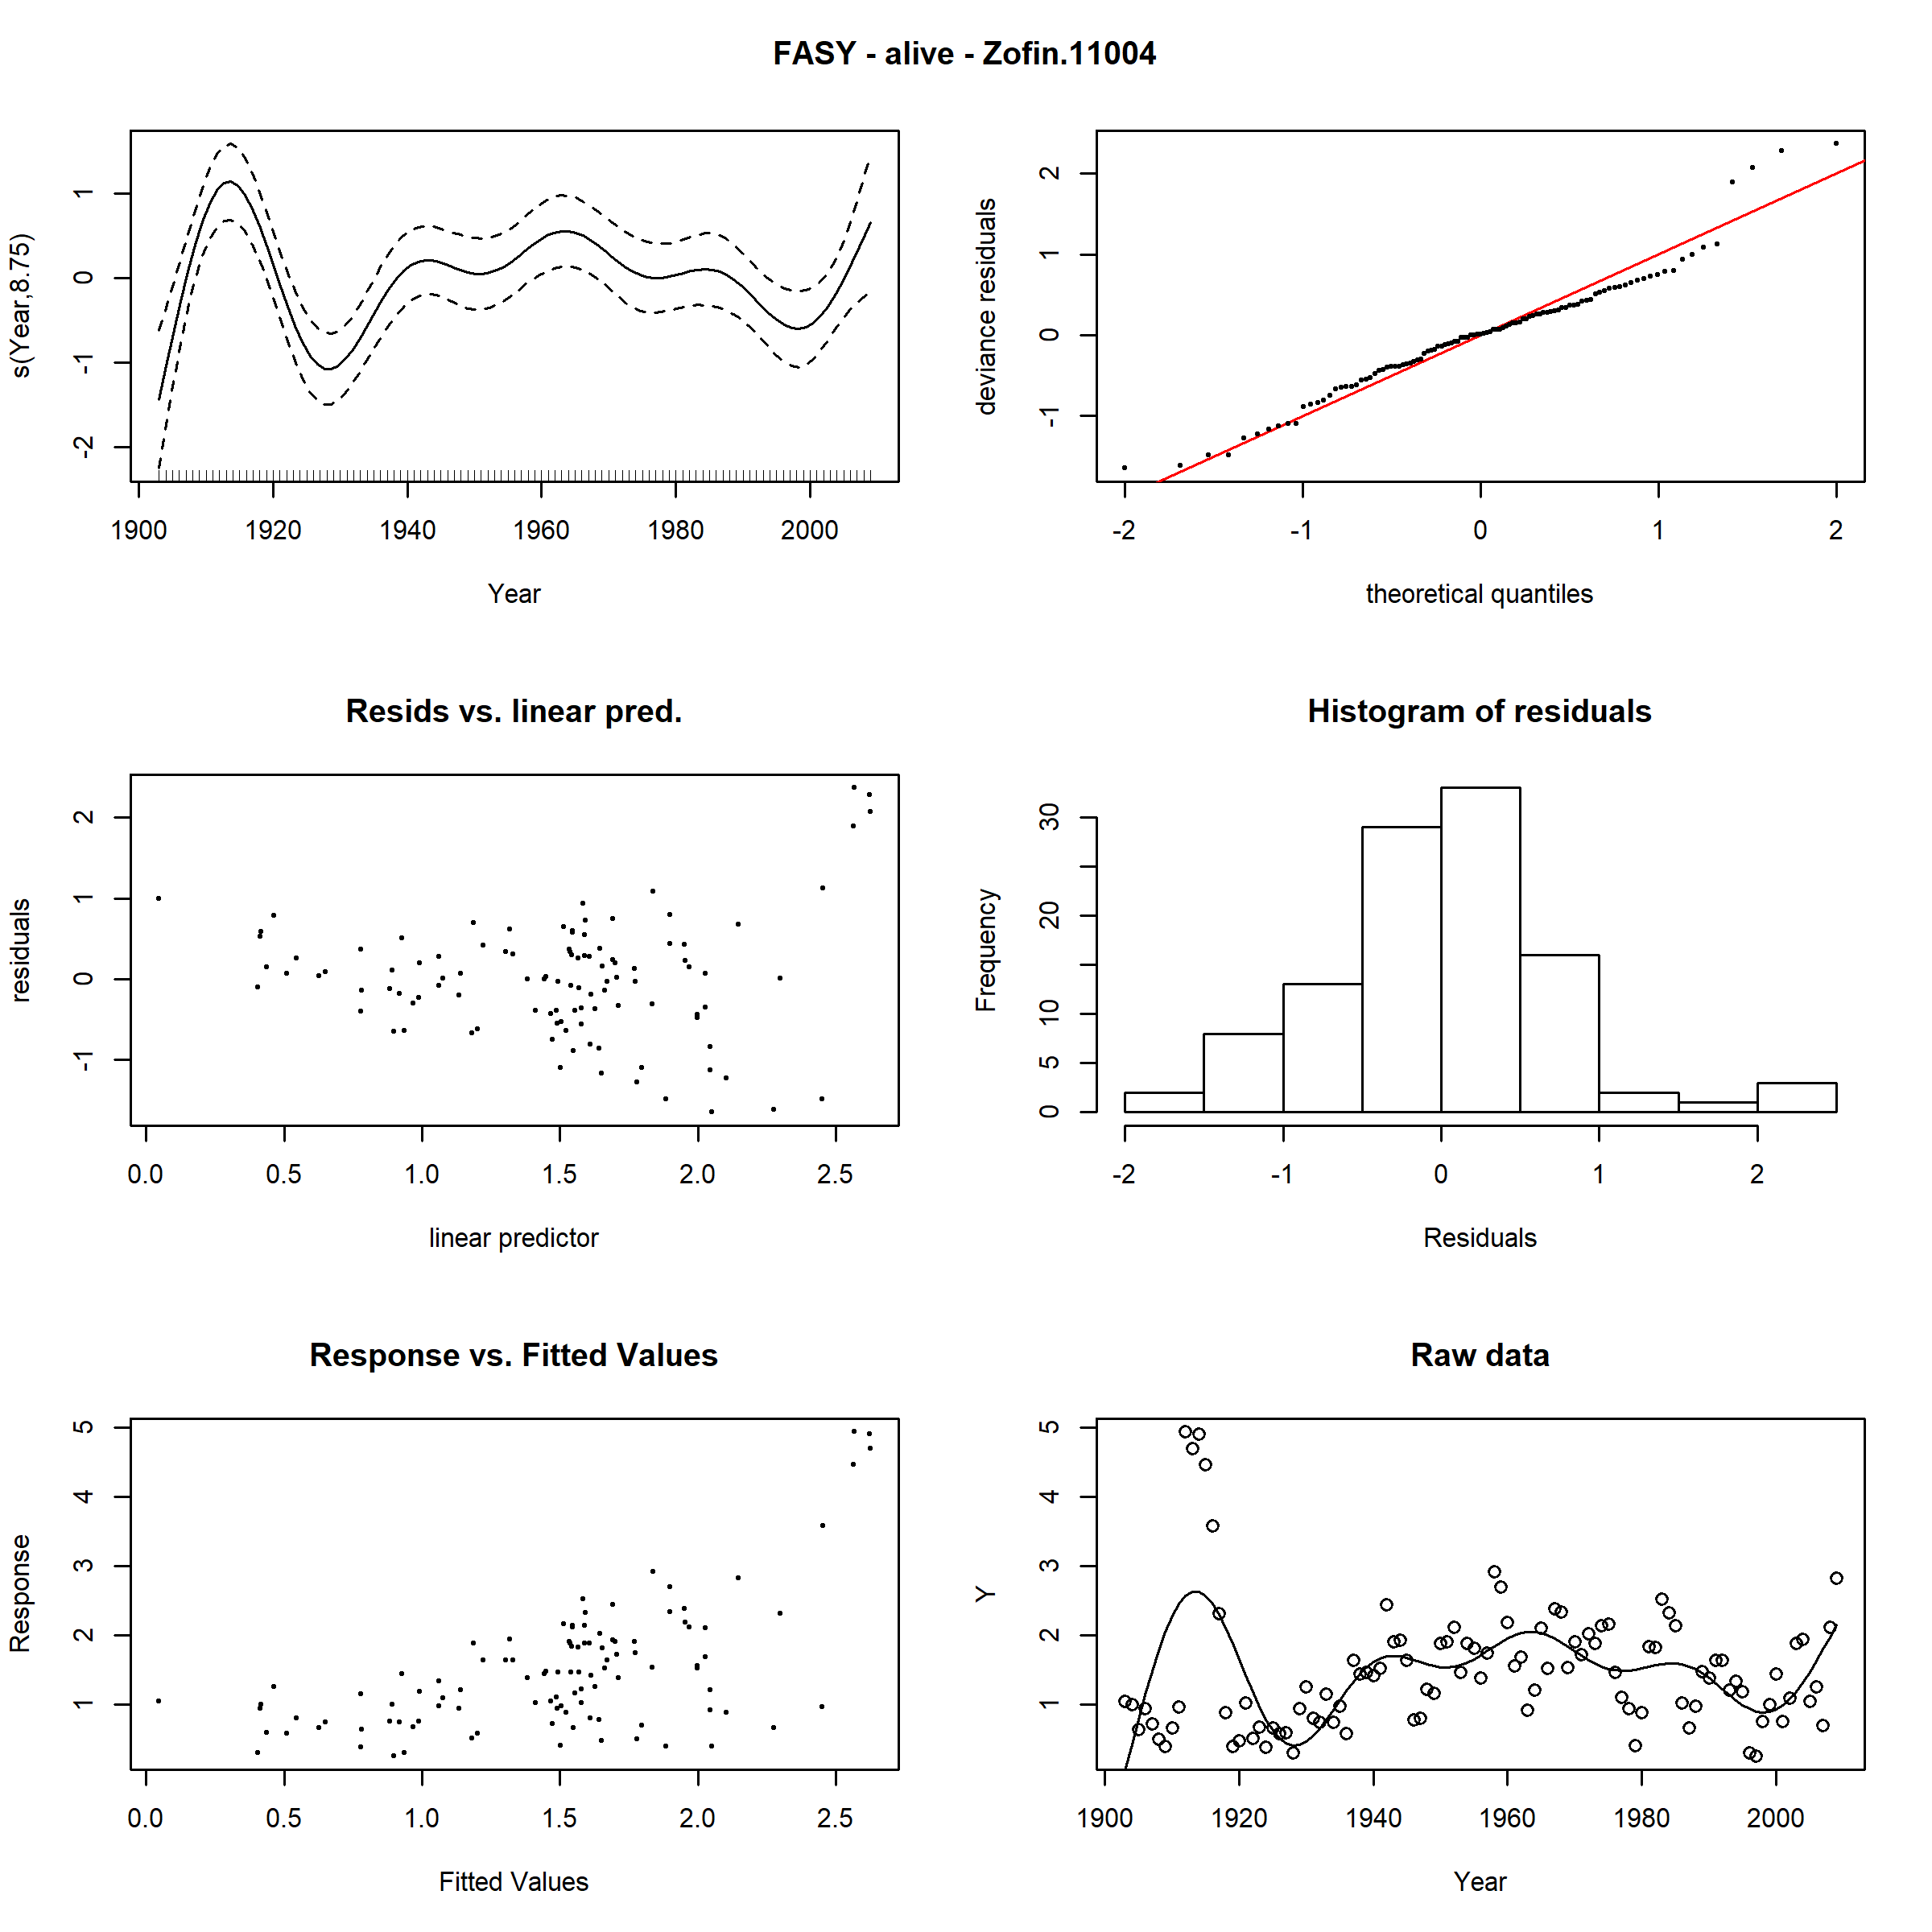 FASY - alive - Zofin.11004
s(Year,8.75)
1
0
-1
-2
1900 1920 1940 1960 1980 2000
Year
deviance residuals
2
1
0
-1
-2 -1 0 1 2
theoretical quantiles
Resids vs. linear pred.
residuals
2
1
0
-1
0.0 0.5 1.0 1.5 2.0 2.5
linear predictor
Histogram of residuals
Frequency
30
20
10
5
0
-2 -1 0 1 2
Residuals
Response vs. Fitted Values
Response
5
4
3
2
1
0.0 0.5 1.0 1.5 2.0 2.5
Fitted Values
Raw data
Y
5
4
3
2
1
1900 1920 1940 1960 1980 2000
Year